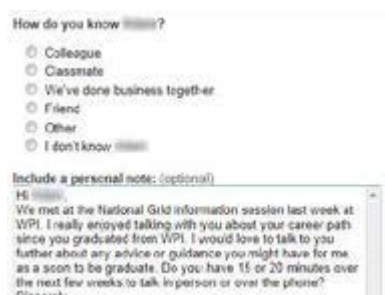 How do you know ?
Colleague
Classmate
We've done business together
Friend
Other
I don't know
Include a personal note: (optional)
Hi ,
We met at the National Grid information session last week at
WPI. I really enjoyed talking with you about your career path
since you graduated from WPI. I would love to talk to you
further about any advice or guidance you might have for me
as a soon to be graduate. Do you have 15 or 20 minutes over
the next few weeks to talk in person or over the phone?